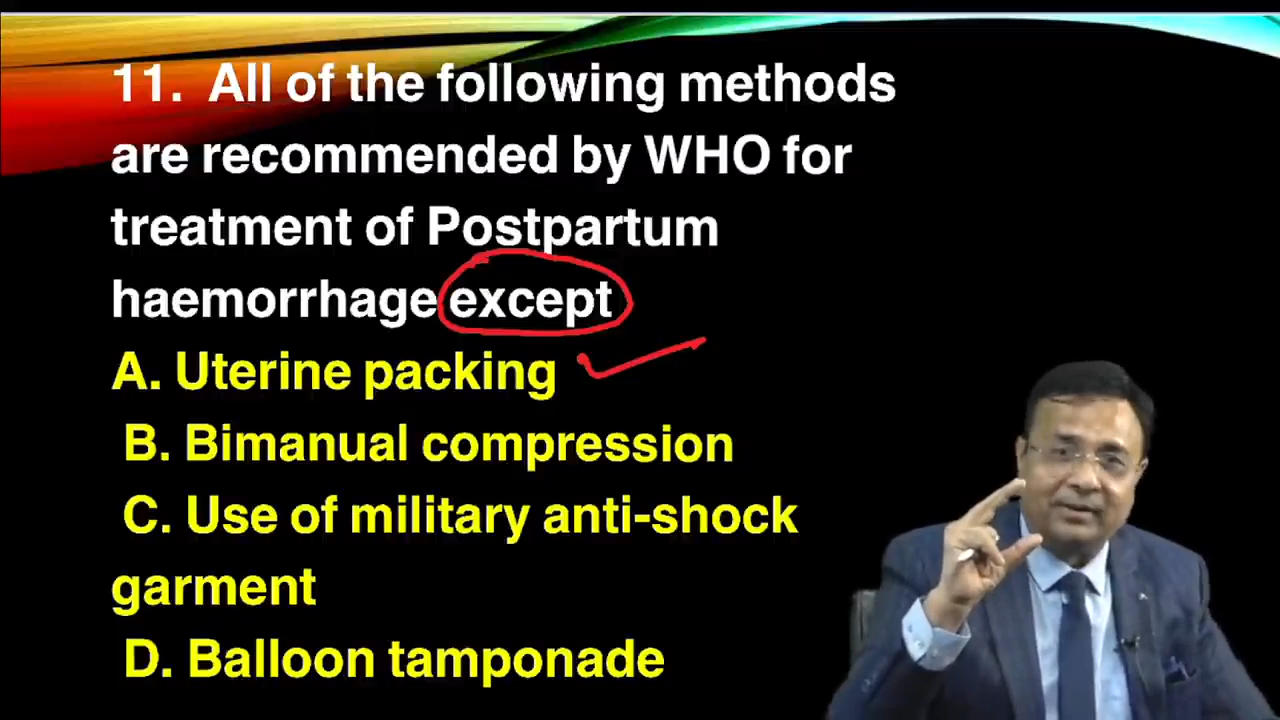 11. All of the following methods
are recommended by WHO for
treatment of Postpartum
haemorrhage except
A. Uterine packing
B. Bimanual compression
C. Use of military anti-shock
garment
D. Balloon tamponade